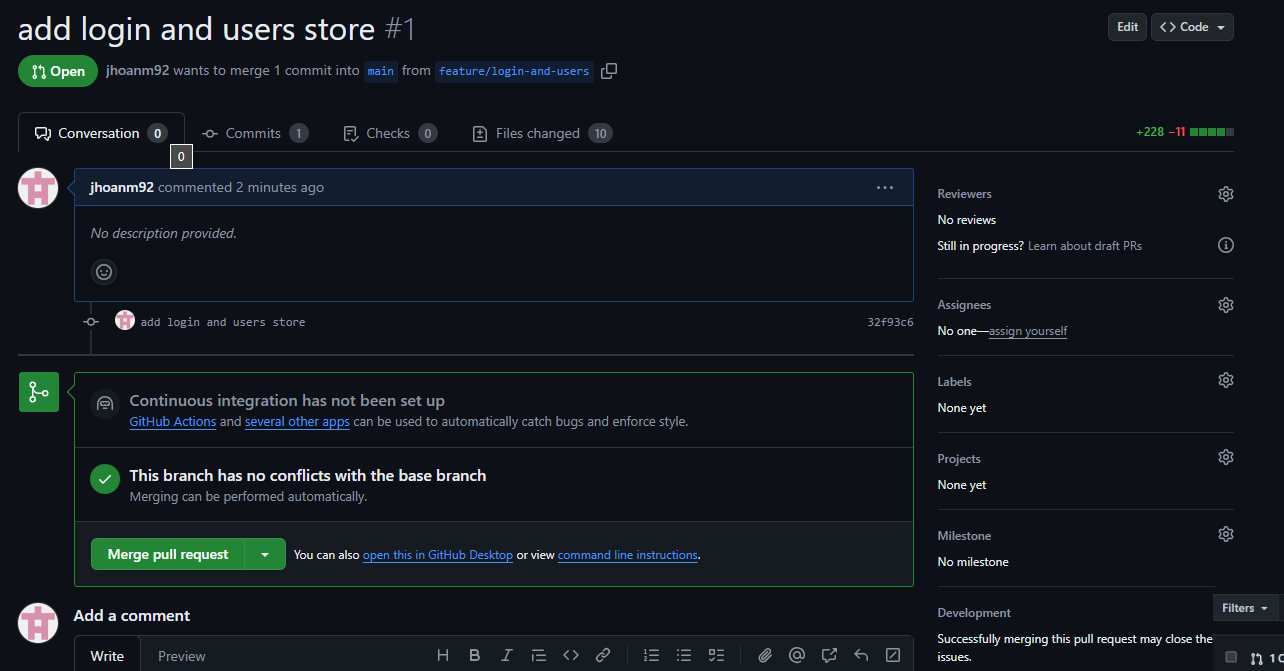 add login and users store #1
Edit
Code
Open
jhoanm92 wants to merge 1 commit into main from feature/login-and-users
Conversation 0
Commits 1
Checks 0
Files changed 10
+228 −11
0
jhoanm92 commented 2 minutes ago
No description provided.
add login and users store
32f93c6
Continuous integration has not been set up
GitHub Actions and several other apps can be used to automatically catch bugs and enforce style.
This branch has no conflicts with the base branch
Merging can be performed automatically.
Merge pull request
You can also open this in GitHub Desktop or view command line instructions.
Add a comment
Write
Preview
H B I
Reviewers
No reviews
Still in progress? Learn about draft PRs
Assignees
No one—assign yourself
Labels
None yet
Projects
None yet
Milestone
No milestone
Development
Successfully merging this pull request may close the
issues.
Filters